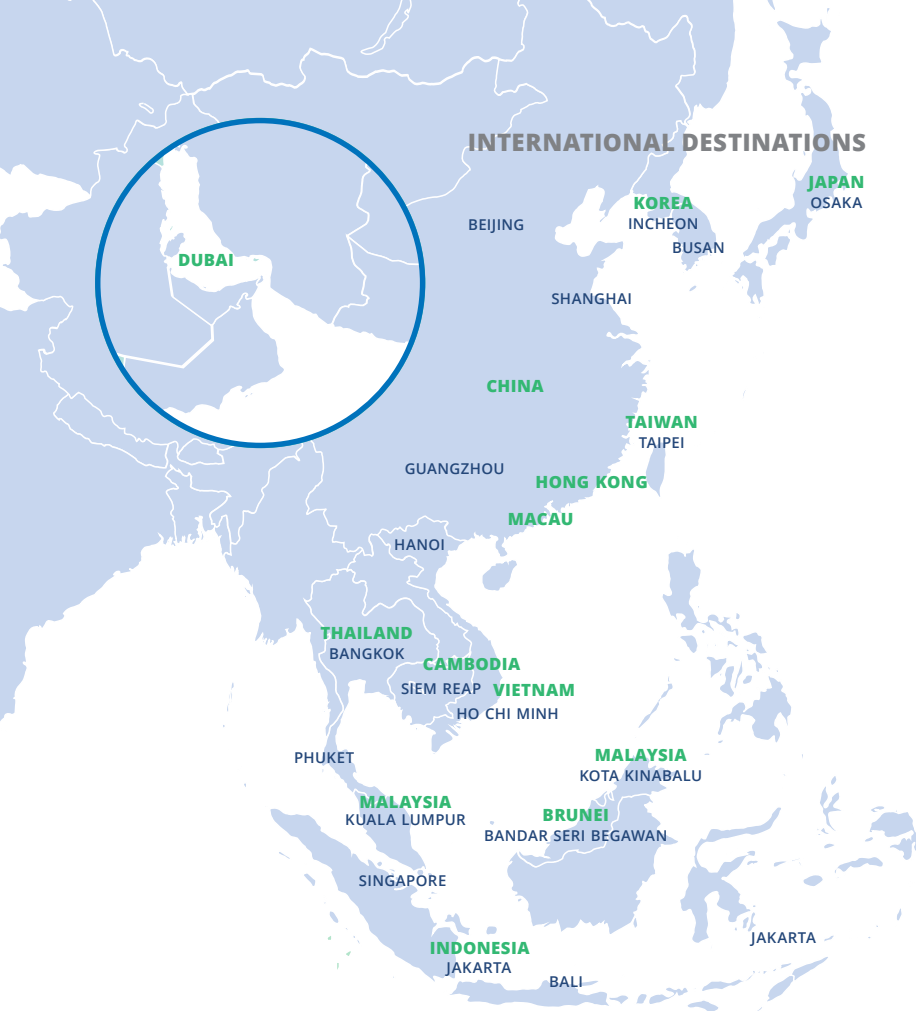 INTERNATIONAL DESTINATIONS
JAPAN
OSAKA
KOREA
INCHEON
BUSAN
BEIJING
DUBAI
SHANGHAI
CHINA
TAIWAN
TAIPEI
GUANGZHOU
HONG KONG
MACAU
HANOI
THAILAND
BANGKOK
CAMBODIA
SIEM REAP
VIETNAM
HO CHI MINH
PHUKET
MALAYSIA
KOTA KINABALU
MALAYSIA
KUALA LUMPUR
BRUNEI
BANDAR SERI BEGAWAN
SINGAPORE
JAKARTA
INDONESIA
JAKARTA
BALI